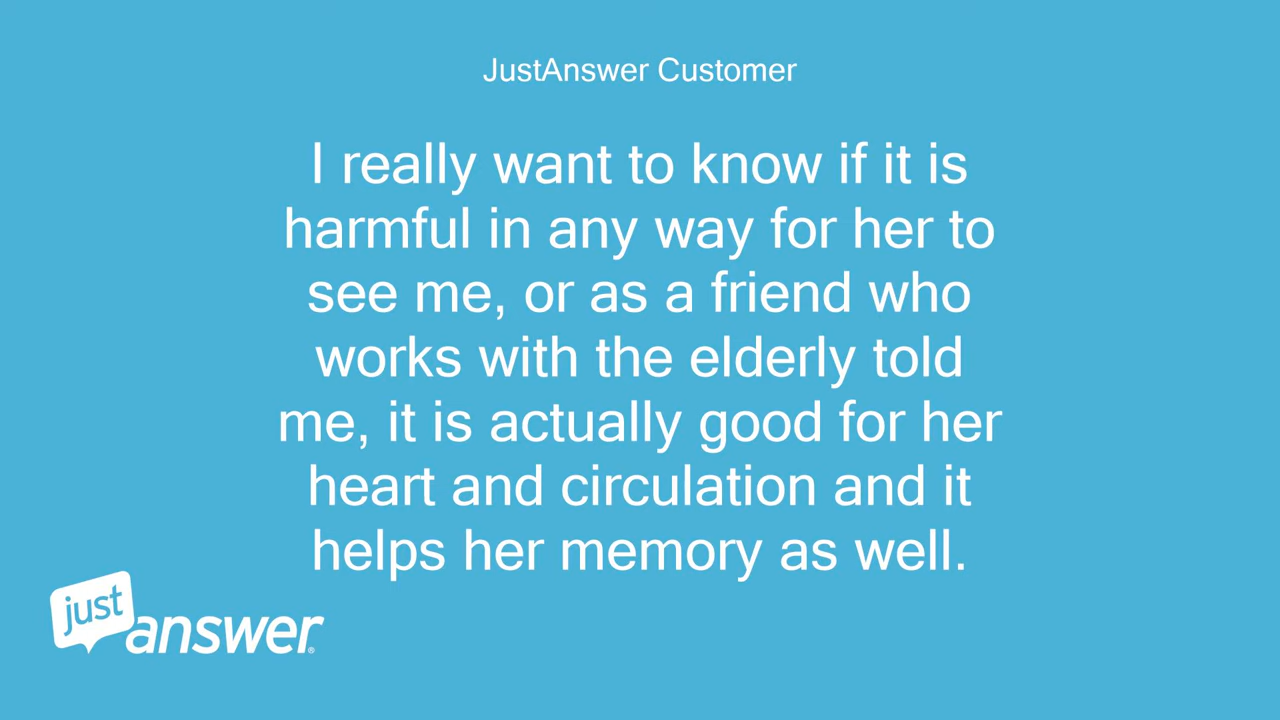 JustAnswer Customer
I really want to know if it is
harmful in any way for her to
see me, or as a friend who
works with the elderly told
me, it is actually good for her
heart and circulation and it
helps her memory as well.
just
answer®